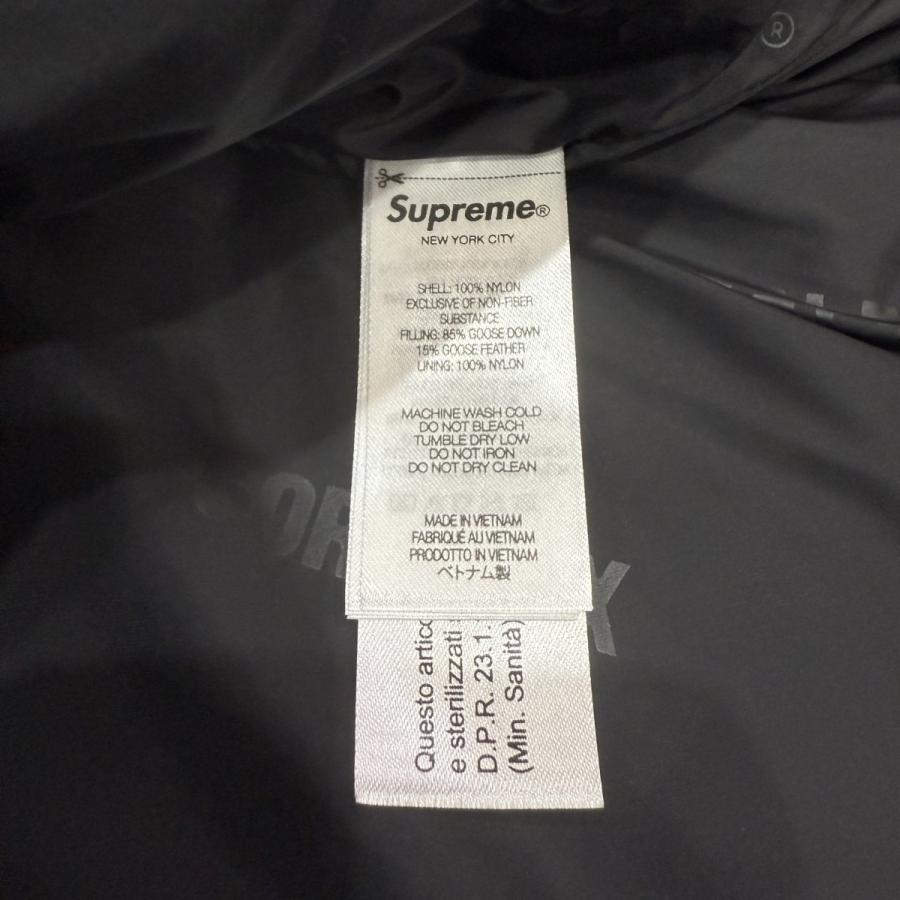 ®
Supreme®
NEW YORK CITY
SHELL: 100% NYLON
EXCLUSIVE OF NON-FIBER
SUBSTANCE
FILLING: 85% GOOSE DOWN
15% GOOSE FEATHER
LINING: 100% NYLON
MACHINE WASH COLD
DO NOT BLEACH
TUMBLE DRY LOW
DO NOT IRON
DO NOT DRY CLEAN
MADE IN VIETNAM
FABRIQUÉ AU VIETNAM
PRODOTTO IN VIETNAM
ベトナム製
Questo
e sterilizzati
D.P.R. 23.1.
(Min. Sanità)